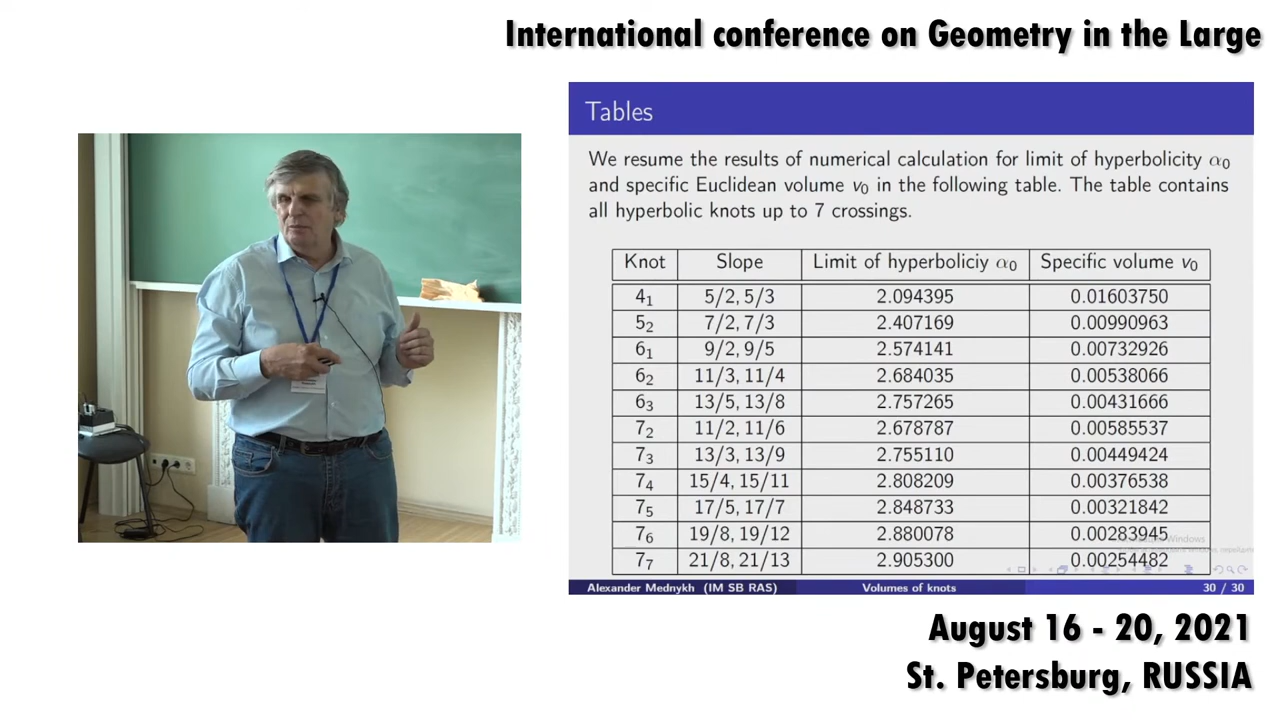 International conference on Geometry in the Large
Tables
We resume the results of numerical calculation for limit of hyperbolicity α₀
and specific Euclidean volume v₀ in the following table. The table contains
all hyperbolic knots up to 7 crossings.
Knot Slope Limit of hyperboliciy α₀ Specific volume v₀
4₁ 5/2, 5/3 2.094395 0.01603750
5₂ 7/2, 7/3 2.407169 0.00990963
6₁ 9/2, 9/5 2.574141 0.00732926
6₂ 11/3, 11/4 2.684035 0.00538066
6₃ 13/5, 13/8 2.757265 0.00431666
7₂ 11/2, 11/6 2.678787 0.00585537
7₃ 13/3, 13/9 2.755110 0.00449424
7₄ 15/4, 15/11 2.808209 0.00376538
7₅ 17/5, 17/7 2.848733 0.00321842
7₆ 19/8, 19/12 2.880078 0.00283945
7₇ 21/8, 21/13 2.905300 0.00254482
Alexander Mednykh (IM SB RAS) Volumes of knots 30 / 30
August 16 - 20, 2021
St. Petersburg, RUSSIA